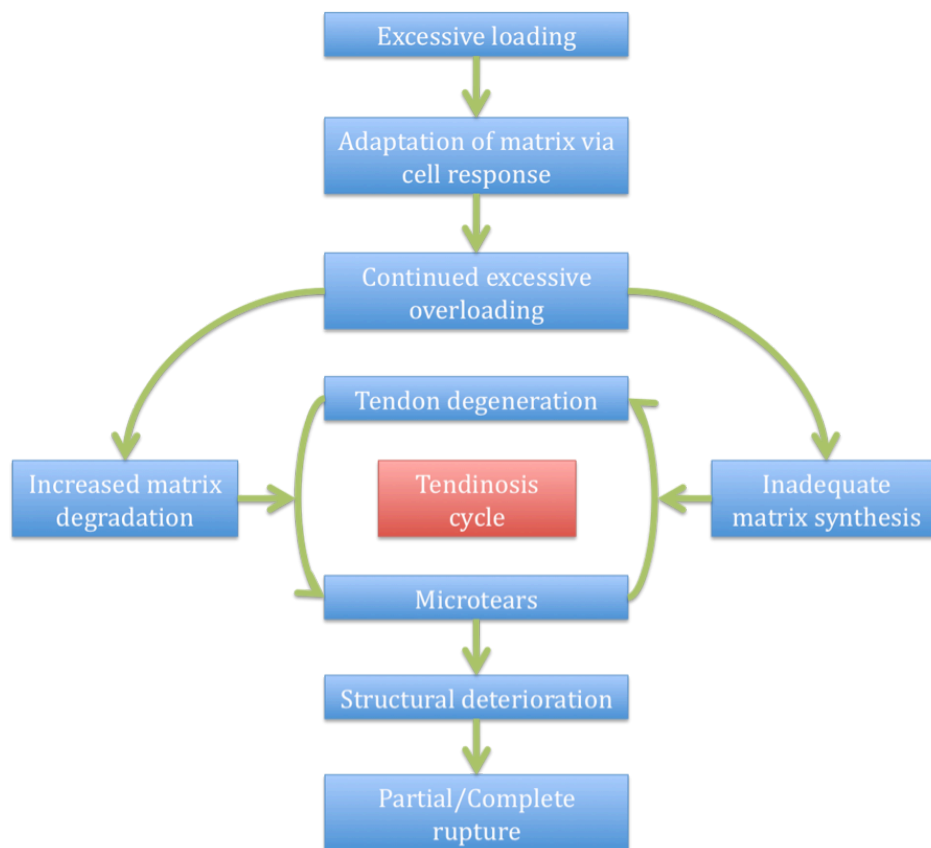 Excessive loading
Adaptation of matrix via
cell response
Continued excessive
overloading
Tendon degeneration
Increased matrix
degradation
Tendinosis
cycle
Inadequate
matrix synthesis
Microtears
Structural deterioration
Partial/Complete
rupture